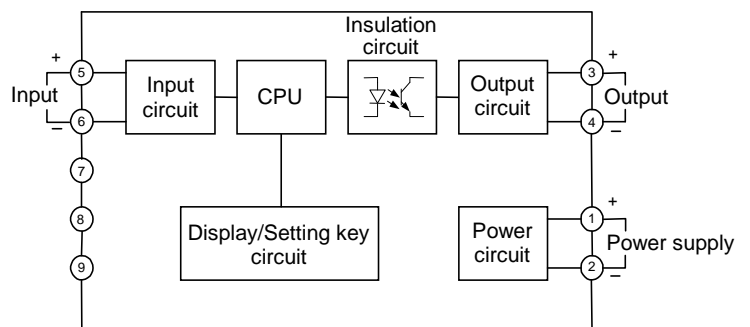 Insulation
circuit
+
5
Input
circuit
CPU
Output
circuit
3
+
Input
Output
−
6
4
−
7
8
Display/Setting key
circuit
Power
circuit
1
+
Power supply
9
2
−